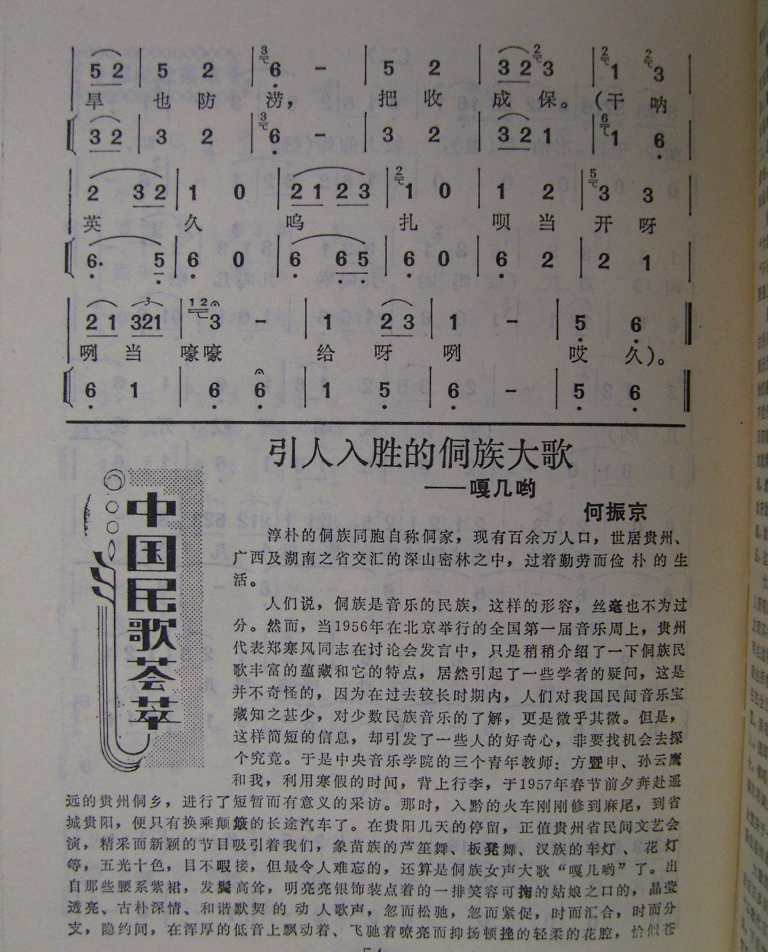 5 2 | 5 2 | 6 – | 5 2 | 3 2 3 | 1 3
旱 也 防 涝, 把 收 成 保。(干 呐
3 2 | 3 2 | 6 – | 3 2 | 3 2 1 | 1 6
2 3 2 | 1 0 | 2 1 2 3 | 1 0 | 1 2 | 3 3
英 久 呜 扎 呗 当 开 呀
6· 5 | 6 0 | 6 6 5 | 6 0 | 6 2 | 2 1
2 1 321 | 3 – | 1 2 3 | 1 – | 5 6
咧 当 嚎嚎 给 呀 咧 哎 久)。
6 1 | 6 6 | 1 5 | 6 – | 5 6
引人入胜的侗族大歌
——嘎几哟
何振京
中国民歌荟萃
淳朴的侗族同胞自称侗家,现有百余万人口,世居贵州、
广西及湖南之省交汇的深山密林之中,过着勤劳而俭朴的生
活。
人们说,侗族是音乐的民族,这样的形容,丝毫也不为过
分。然而,当1956年在北京举行的全国第一届音乐周上,贵州
代表郑寒风同志在讨论会发言中,只是稍稍介绍了一下侗族民
歌丰富的蕴藏和它的特点,居然引起了一些学者的疑问,这是
并不奇怪的,因为在过去较长时期内,人们对我国民间音乐宝
藏知之甚少,对少数民族音乐的了解,更是微乎其微。但是,
这样简短的信息,却引发了一些人的好奇心,非要找机会去探
个究竟。于是中央音乐学院的三个青年教师:方暨申、孙云鹰
和我,利用寒假的时间,背上行李,于1957年春节前夕奔赴遥
远的贵州侗乡,进行了短暂而有意义的采访。那时,入黔的火车刚刚修到麻尾,到省
城贵阳,便只有换乘颠簸的长途汽车了。在贵阳几天的停留,正值贵州省民间文艺会
演,精采而新颖的节目吸引着我们,象苗族的芦笙舞、板凳舞、汉族的车灯、花灯
等,五光十色,目不暇接,但最令人难忘的,还算是侗族女声大歌“嘎几哟”了。出
自那些腰系紫裙,发鬓高耸,明亮亮银饰装点着的一排笑容可掬的姑娘之口的,晶莹
透亮、古朴深情、和谐默契的动人歌声,忽而松驰,忽而紧促,时而汇合,时而分
支,隐约间,在浑厚的低音上飘动着、飞驰着嘹亮而抑扬顿挫的轻柔的花腔,恰似苍